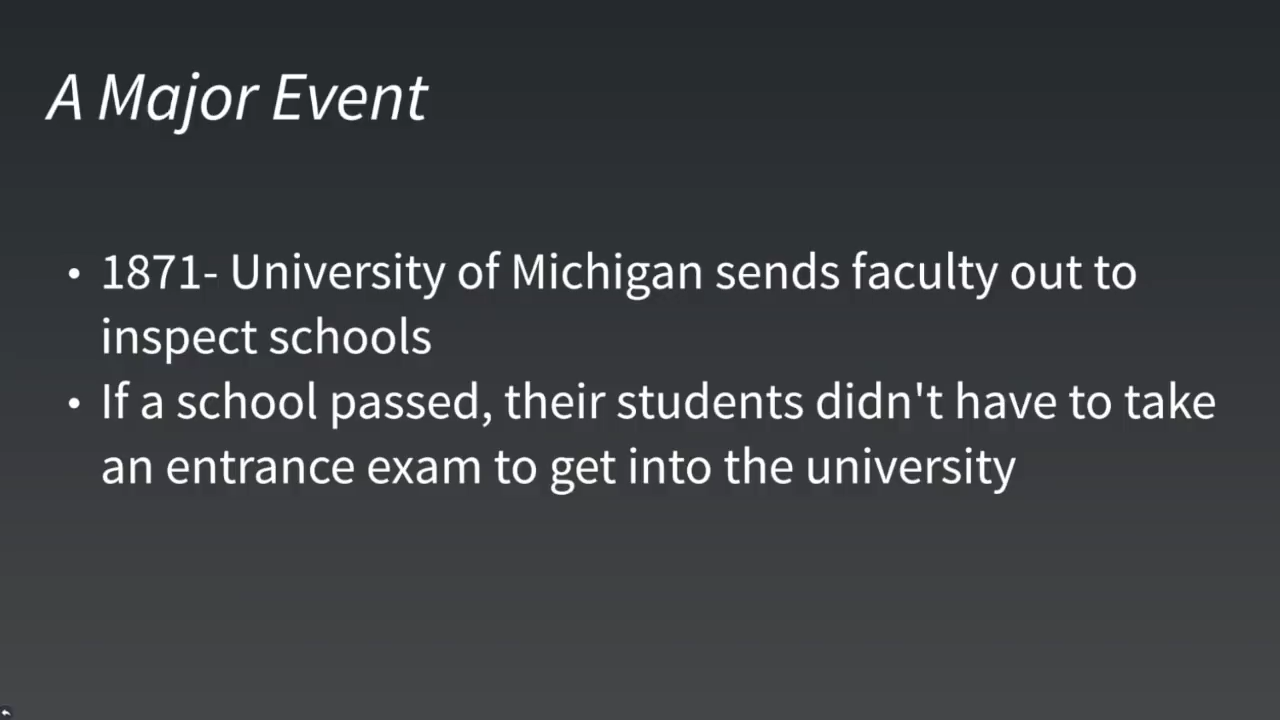 A Major Event
• 1871- University of Michigan sends faculty out to
inspect schools
• If a school passed, their students didn't have to take
an entrance exam to get into the university